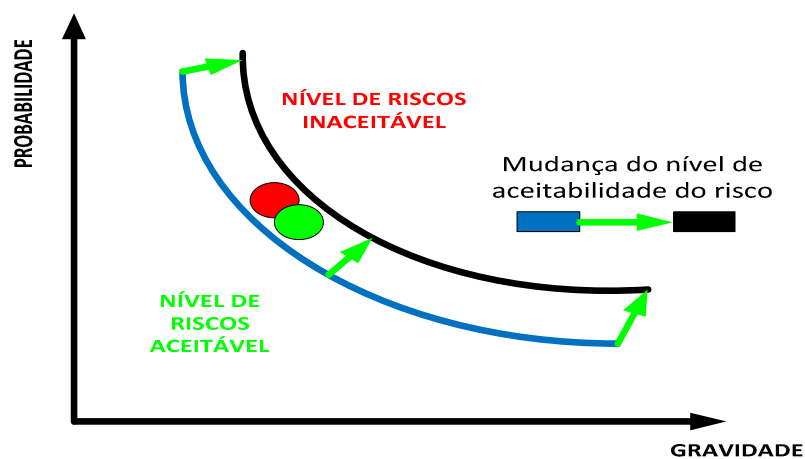 PROBABILIDADE
NÍVEL DE RISCOS
INACEITÁVEL
Mudança do nível de
aceitabilidade do risco
NÍVEL DE
RISCOS
ACEITÁVEL
GRAVIDADE